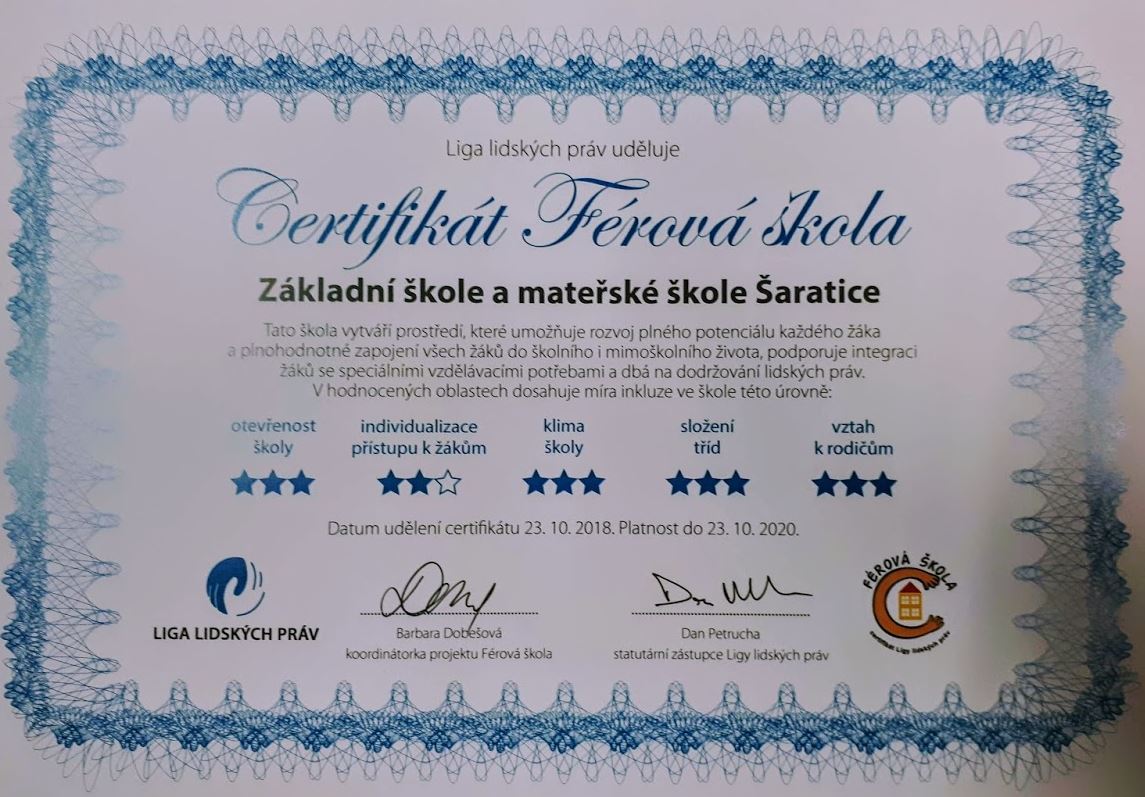 Liga lidských práv uděluje
Certifikát Férová škola
Základní škole a mateřské škole Šaratice
Tato škola vytváří prostředí, které umožňuje rozvoj plného potenciálu každého žáka
a plnohodnotné zapojení všech žáků do školního i mimoškolního života, podporuje integraci
žáků se speciálními vzdělávacími potřebami a dbá na dodržování lidských práv.
V hodnocených oblastech dosahuje míra inkluze ve škole této úrovně:
otevřenost
školy
individualizace
přístupu k žákům
klima
školy
složení
tříd
vztah
k rodičům
Datum udělení certifikátu 23. 10. 2018. Platnost do 23. 10. 2020.
LIGA LIDSKÝCH PRÁV
Barbara Dobešová
koordinátorka projektu Férová škola
Dan Petrucha
statutární zástupce Ligy lidských práv
FÉROVÁ ŠKOLA
certifikát Ligy lidských práv